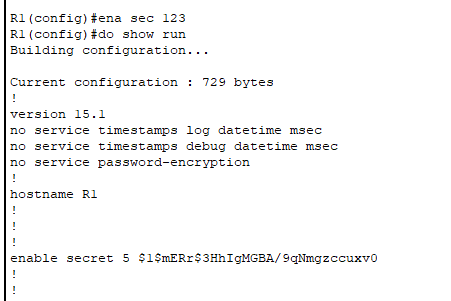 R1(config)#ena sec 123
R1(config)#do show run
Building configuration...
Current configuration : 729 bytes
!
version 15.1
no service timestamps log datetime msec
no service timestamps debug datetime msec
no service password-encryption
!
hostname R1
!
!
!
enable secret 5 $1$mERr$3HhIgMGBA/9qNmgzccuxv0
!
!